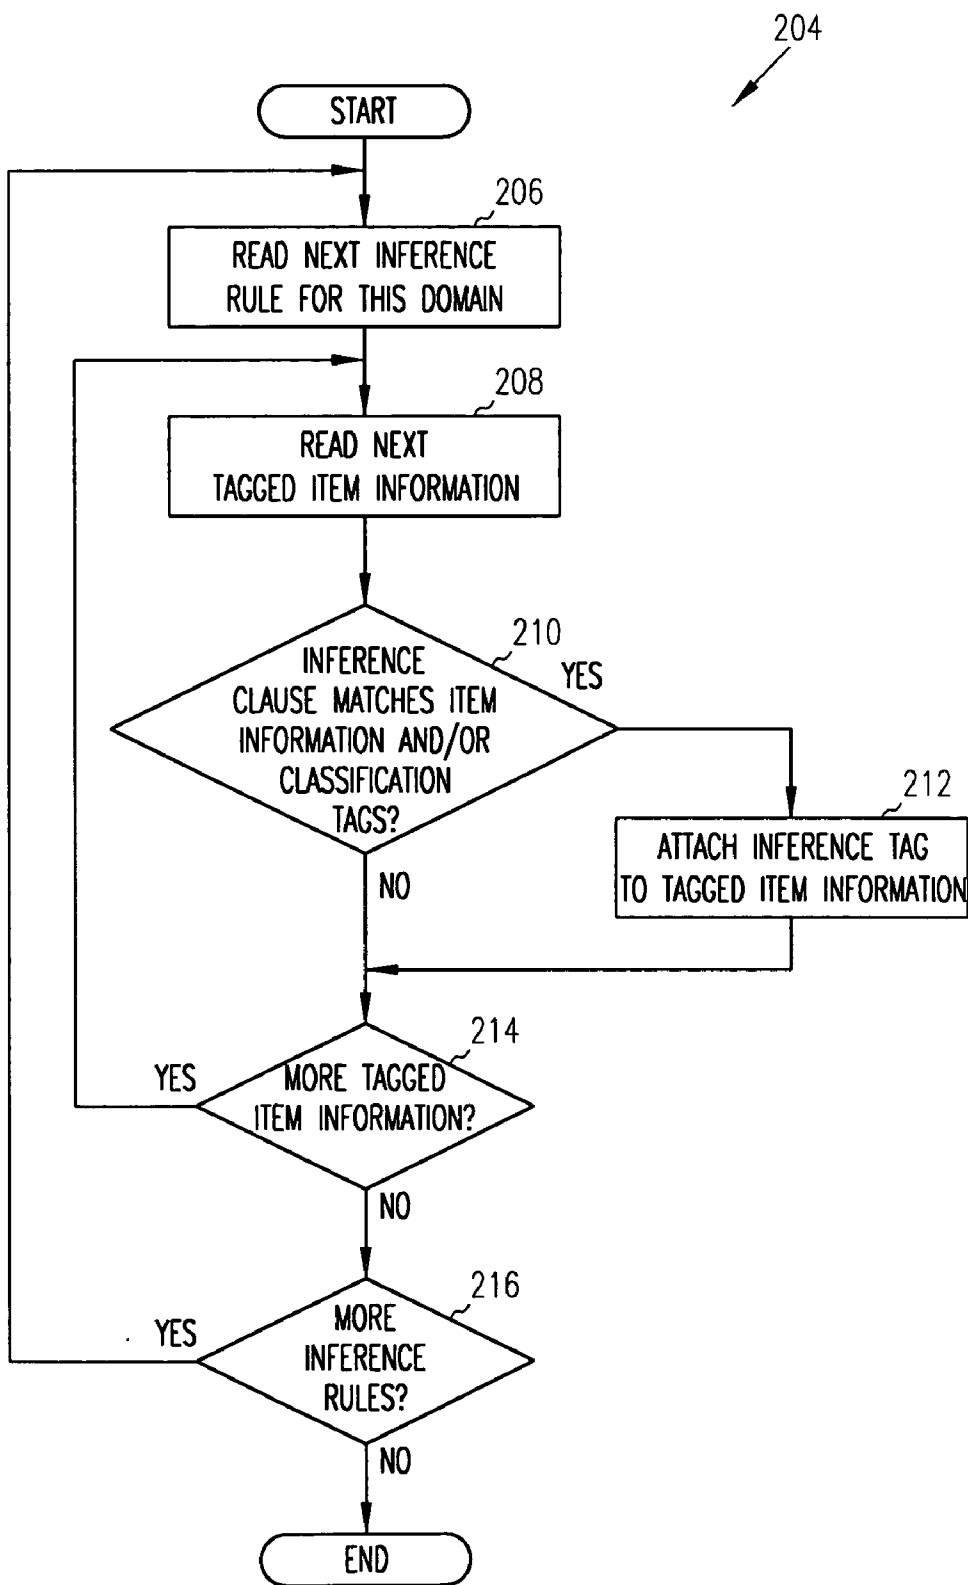 204
START
206
READ NEXT INFERENCE
RULE FOR THIS DOMAIN
208
READ NEXT
TAGGED ITEM INFORMATION
210
INFERENCE
CLAUSE MATCHES ITEM
INFORMATION AND/OR
CLASSIFICATION
TAGS?
YES
212
ATTACH INFERENCE TAG
TO TAGGED ITEM INFORMATION
NO
214
MORE TAGGED
ITEM INFORMATION?
YES
NO
216
MORE
INFERENCE
RULES?
YES
NO
END